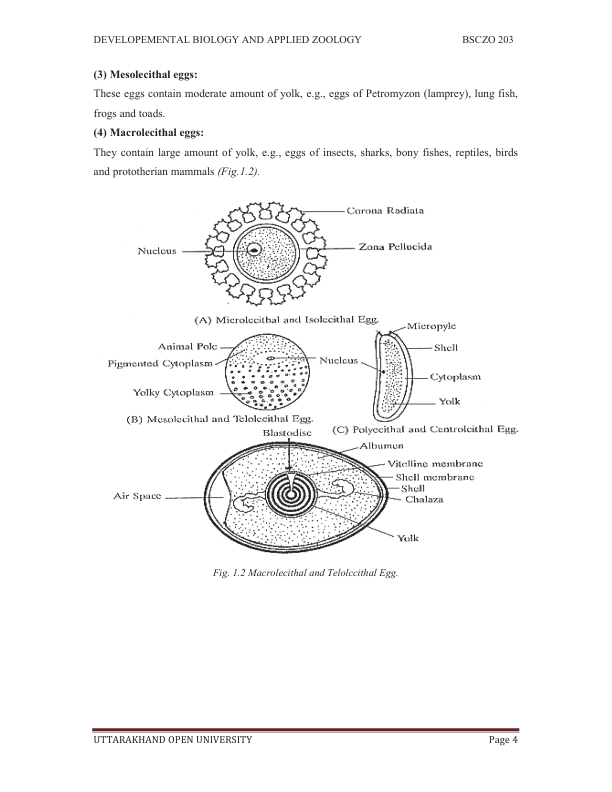 DEVELOPEMENTAL BIOLOGY AND APPLIED ZOOLOGY BSCZO 203
(3) Mesolecithal eggs:
These eggs contain moderate amount of yolk, e.g., eggs of Petromyzon (lamprey), lung fish,
frogs and toads.
(4) Macrolecithal eggs:
They contain large amount of yolk, e.g., eggs of insects, sharks, bony fishes, reptiles, birds
and prototherian mammals (Fig.1.2).
Corona Radiata
Nucleus
Zona Pellucida
(A) Microlecithal and Isolecithal Egg.
Micropyle
Animal Pole
Shell
Pigmented Cytoplasm
Nucleus
Cytoplasm
Yolky Cytoplasm
Yolk
(B) Mesolecithal and Telolecithal Egg.
(C) Polyecithal and Centrolcithal Egg.
Blastodisc
Albumen
Vitelline membrane
Shell membrane
Shell
Air Space
Chalaza
Yolk
Fig. 1.2 Macrolecithal and Telolccithal Egg.
UTTARAKHAND OPEN UNIVERSITY Page 4